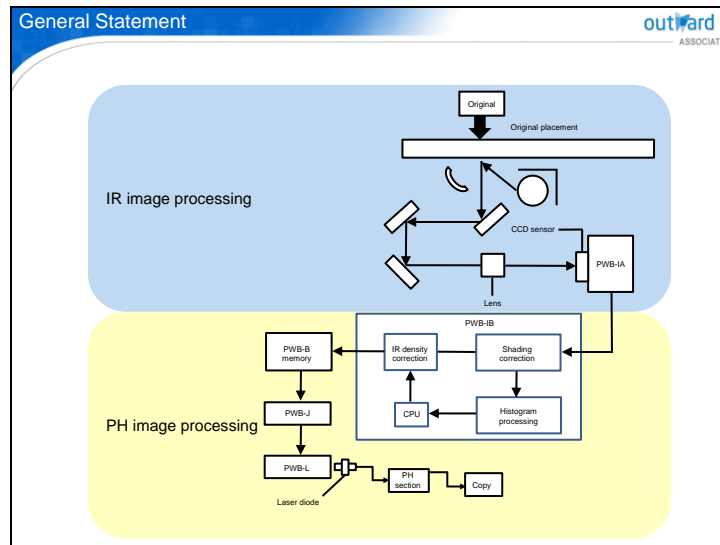 General Statement
outward
ASSOCIAT
Original
Original placement
IR image processing
CCD sensor
PWB-IA
Lens
PWB-IB
PWB-B
memory
IR density
correction
Shading
correction
PWB-J
CPU
Histogram
processing
PH image processing
PWB-L
PH
section
Copy
Laser diode